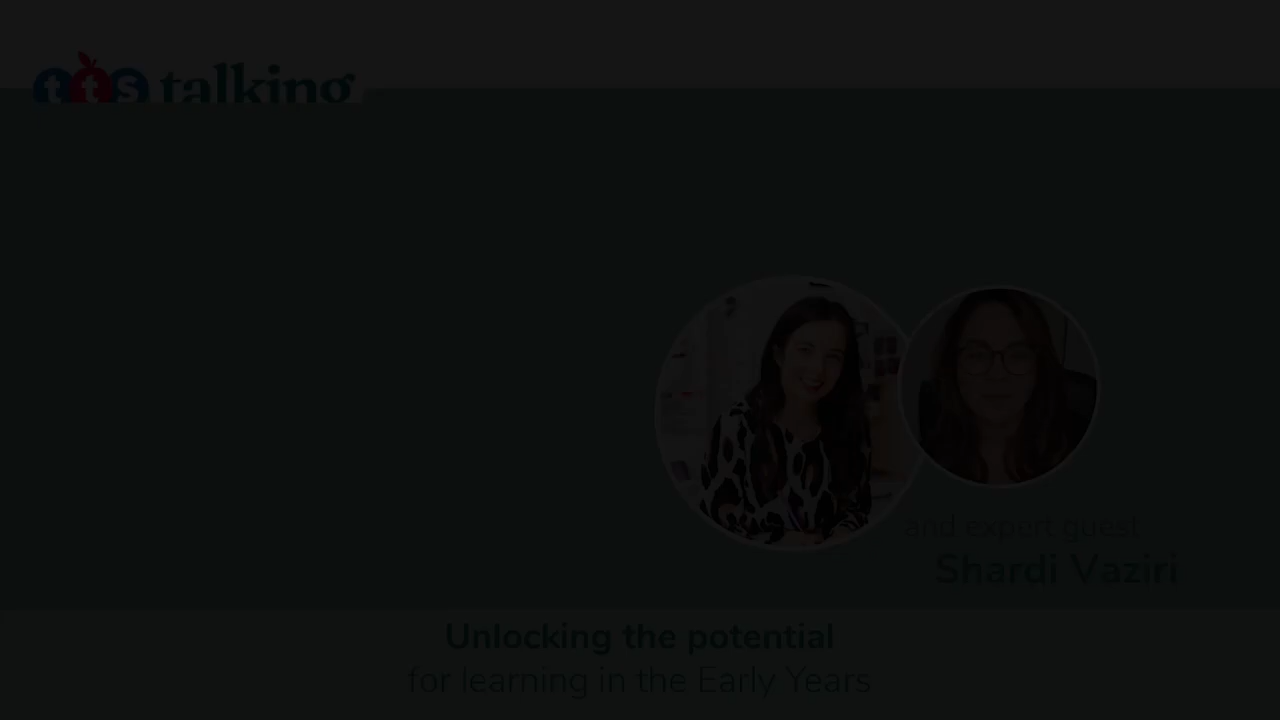 tts talking
and expert guest
Shardi Vaziri
Unlocking the potential
for learning in the Early Years